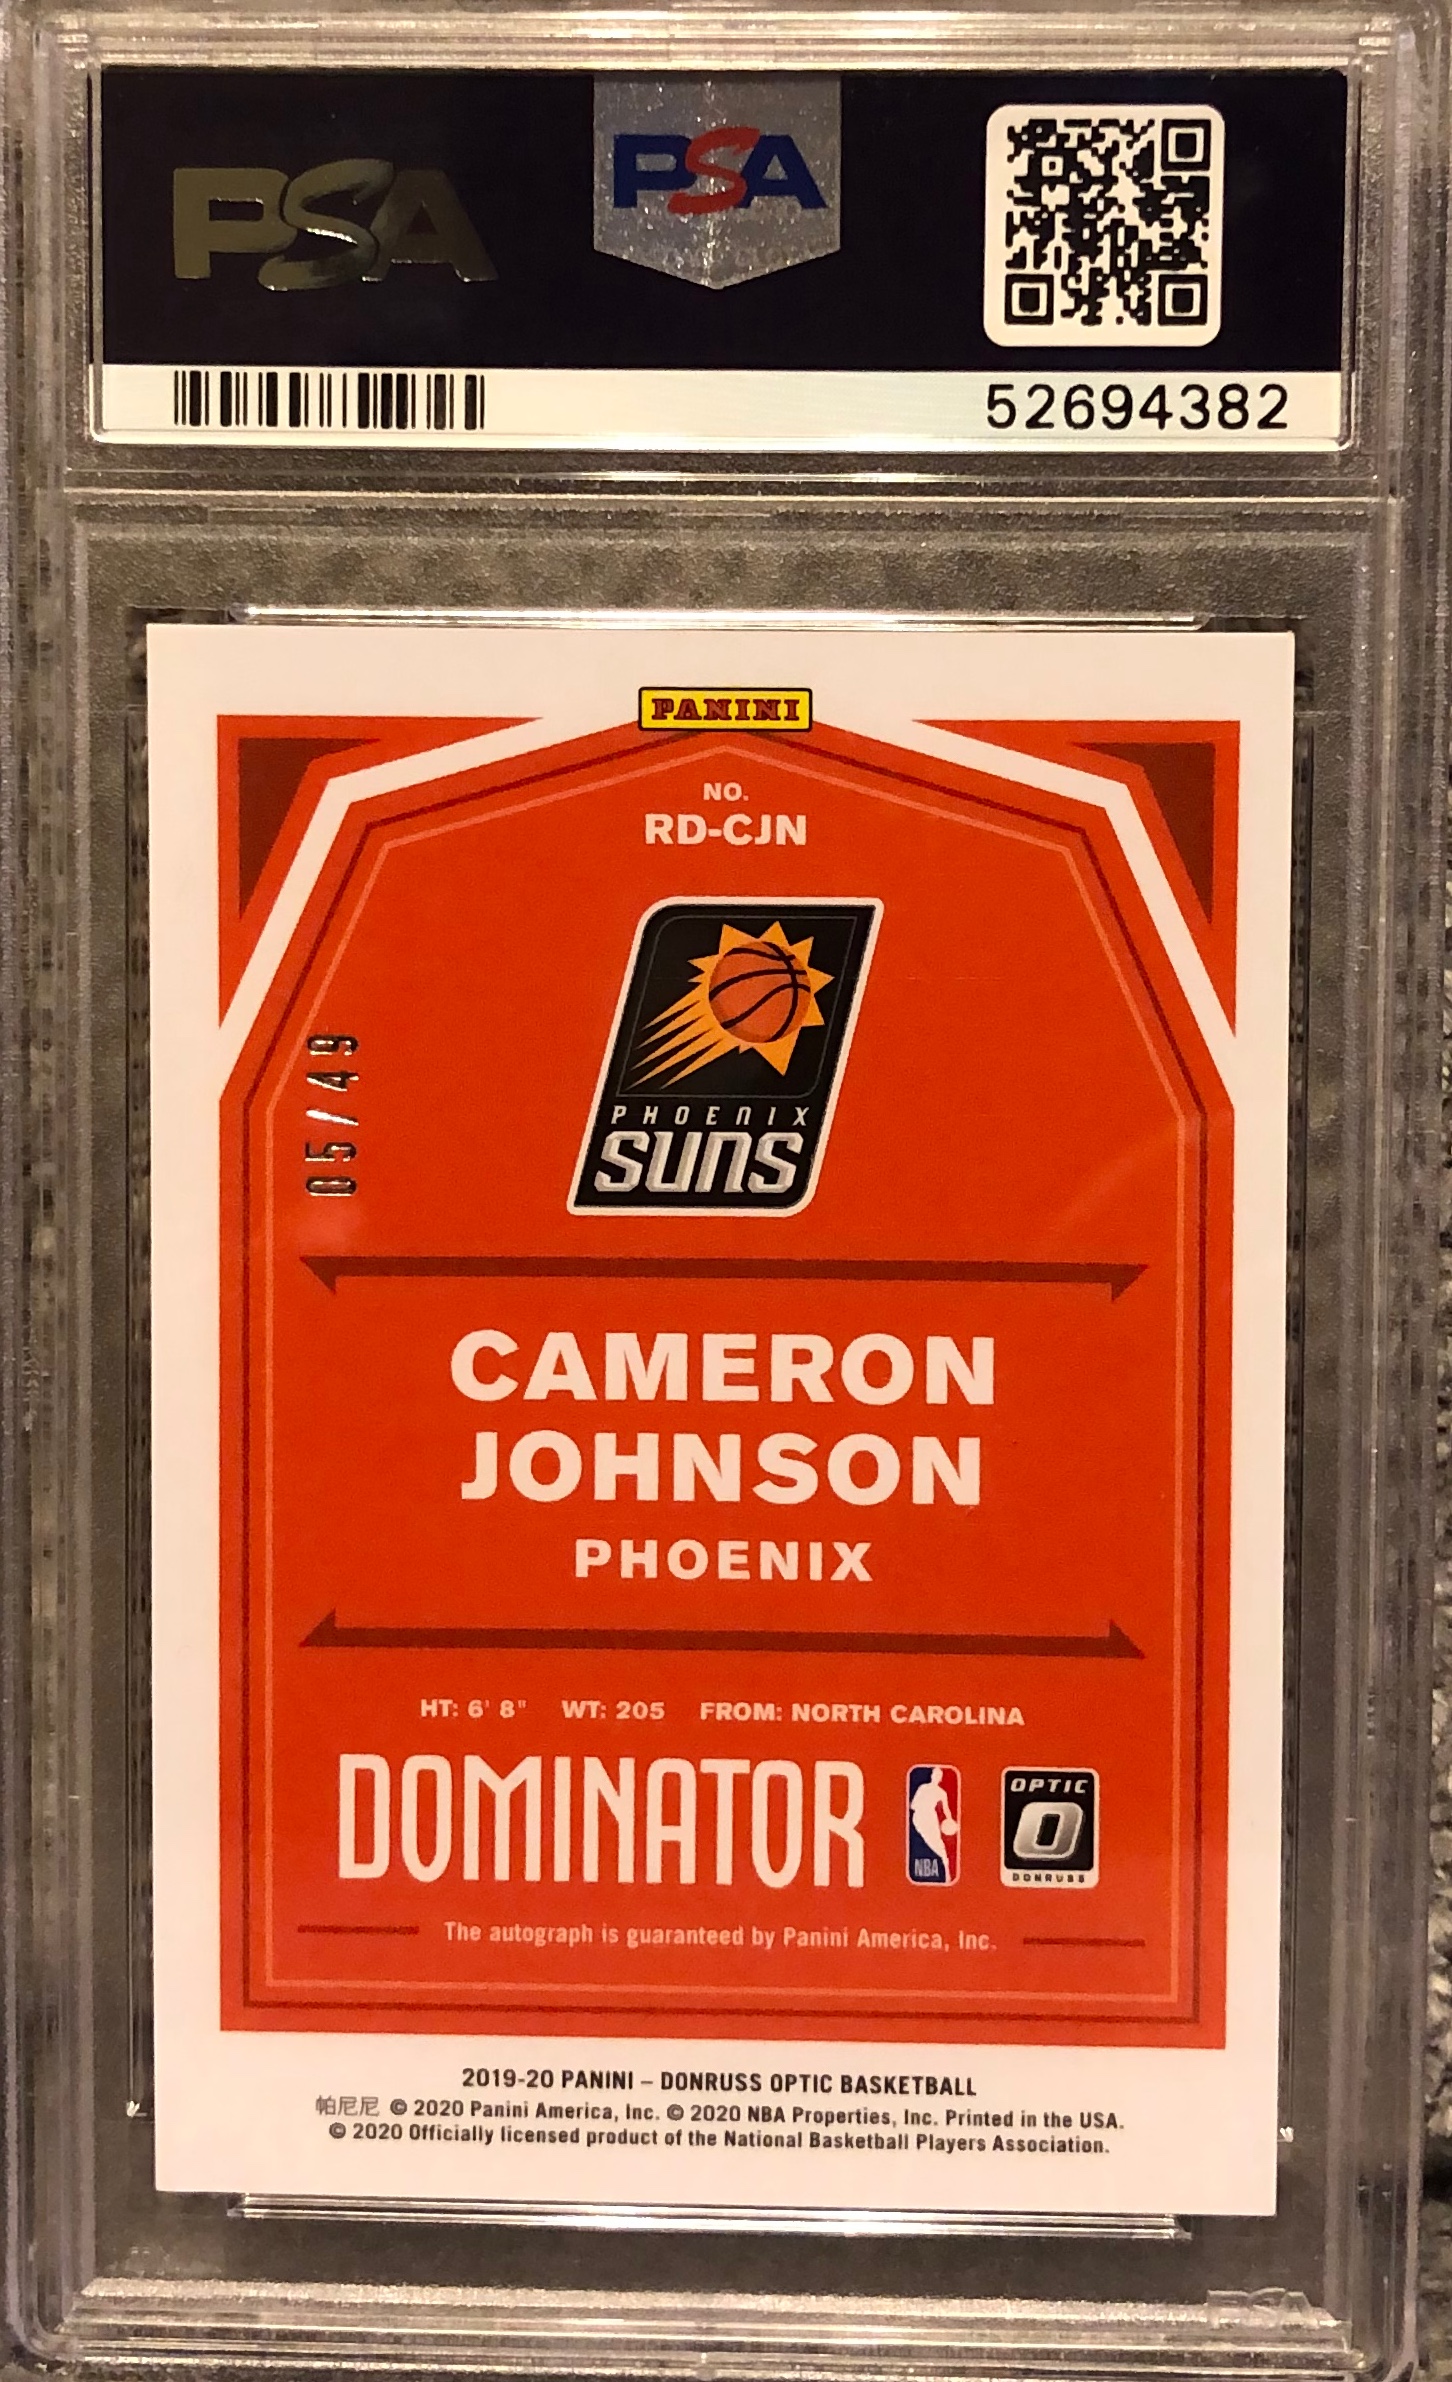 PSA
PSA
52694382
PANINI
NO.
RD-CJN
PHOENIX
SUNS
05/49
CAMERON
JOHNSON
PHOENIX
HT: 6' 8" WT: 205 FROM: NORTH CAROLINA
DOMINATOR
NBA
OPTIC
O
DONRUSS
The autograph is guaranteed by Panini America, Inc.
2019-20 PANINI – DONRUSS OPTIC BASKETBALL
帕尼尼 © 2020 Panini America, Inc. © 2020 NBA Properties, Inc. Printed in the USA.
© 2020 Officially licensed product of the National Basketball Players Association.
PSA